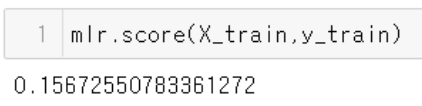 1 mlr.score(X_train,y_train)
0.15672550783361272